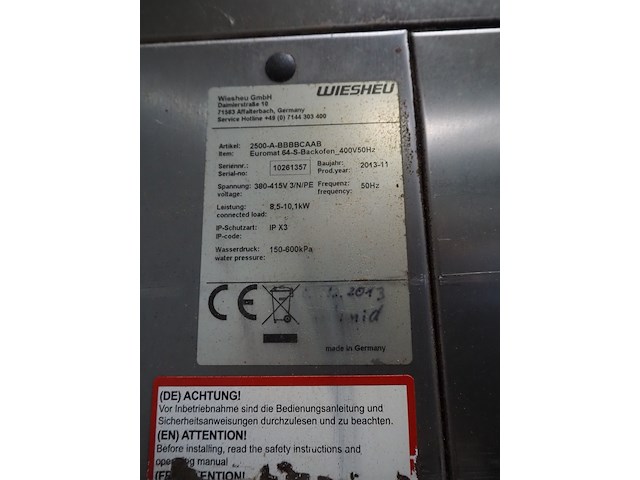 Wiesheu GmbH
Daimlerstraße 10
71563 Affalterbach, Germany
Service Hotline +49 (0) 7144 303 400
WIESHEU
Artikel: 2500-A-BBBBCAAB
Item: Euromat 64-S-Backofen_400V50Hz
Seriennr.: 10261357 Baujahr: 2013-11
Serial-no: Prod.year:
Spannung: 380-415V 3/N/PE Frequenz: 50Hz
voltage: frequency:
Leistung: 8,5-10,1kW
connected load:
IP-Schutzart: IP X3
IP-code:
Wasserdruck: 150-600kPa
water pressure:
CE
2013
made in Germany
(DE) ACHTUNG!
Vor Inbetriebnahme sind die Bedienungsanleitung und
Sicherheitsanweisungen durchzulesen und zu beachten.
(EN) ATTENTION!
Before installing, read the safety instructions and
operating manual